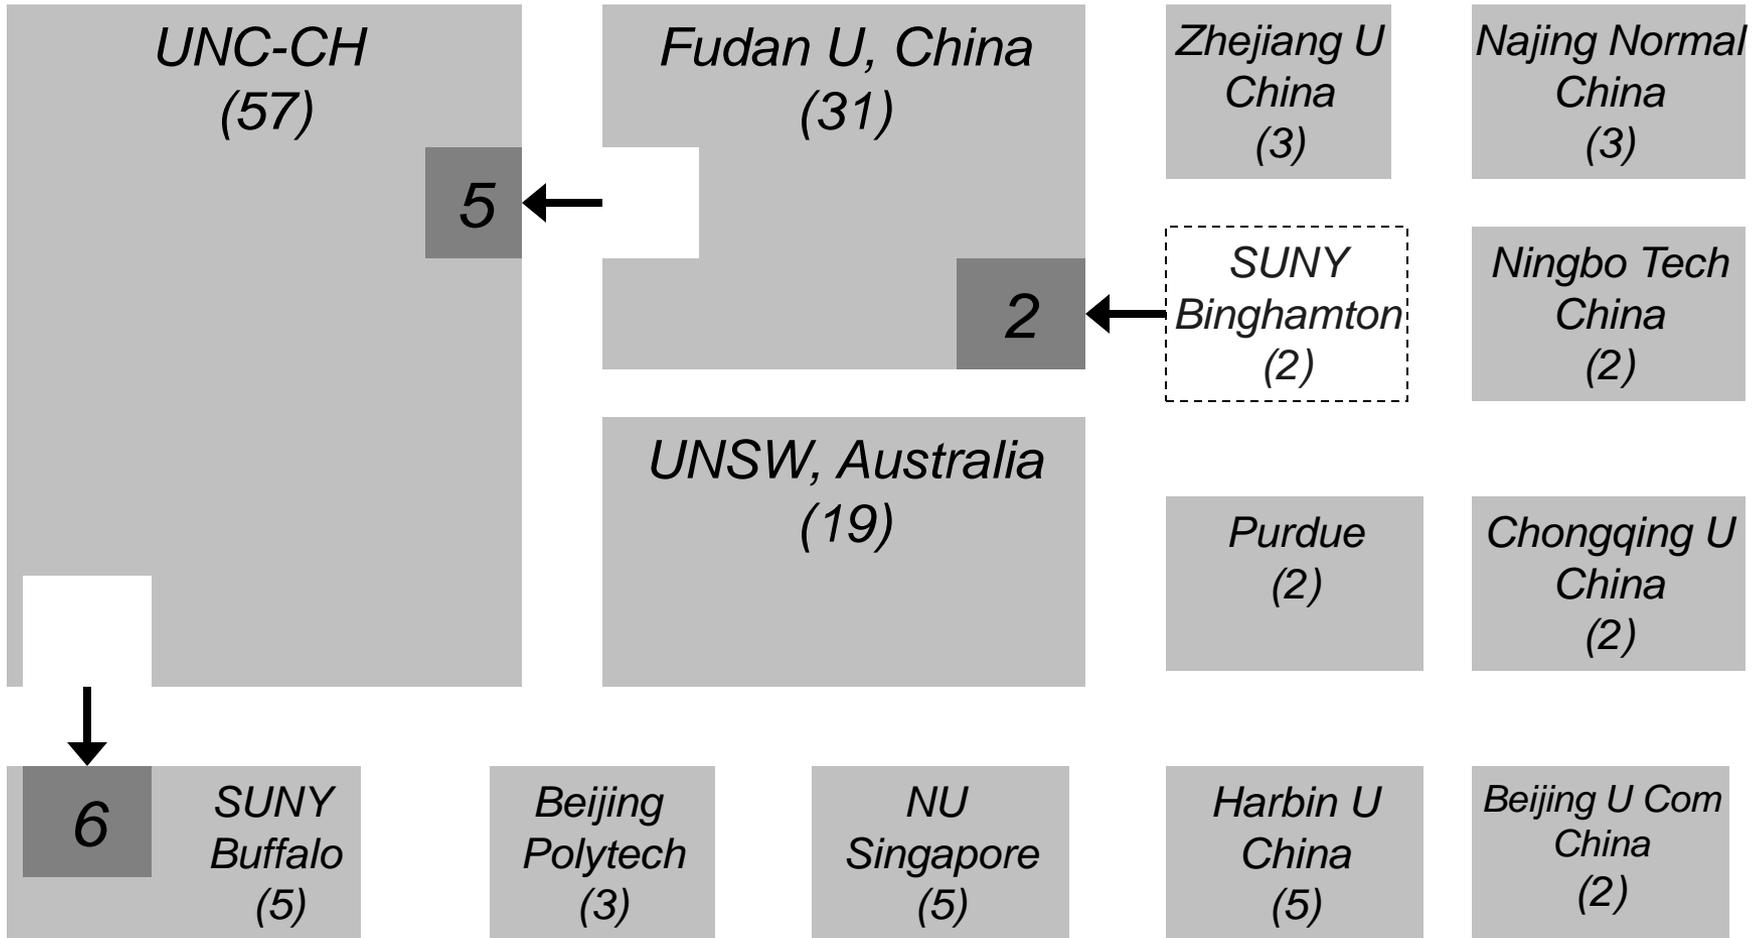 UNC-CH
(57)
5
6
Fudan U, China
(31)
2
UNSW, Australia
(19)
Zhejiang U
China
(3)
Najing Normal
China
(3)
SUNY
Binghamton
(2)
Ningbo Tech
China
(2)
Purdue
(2)
Chongqing U
China
(2)
SUNY
Buffalo
(5)
Beijing
Polytech
(3)
NU
Singapore
(5)
Harbin U
China
(5)
Beijing U Com
China
(2)